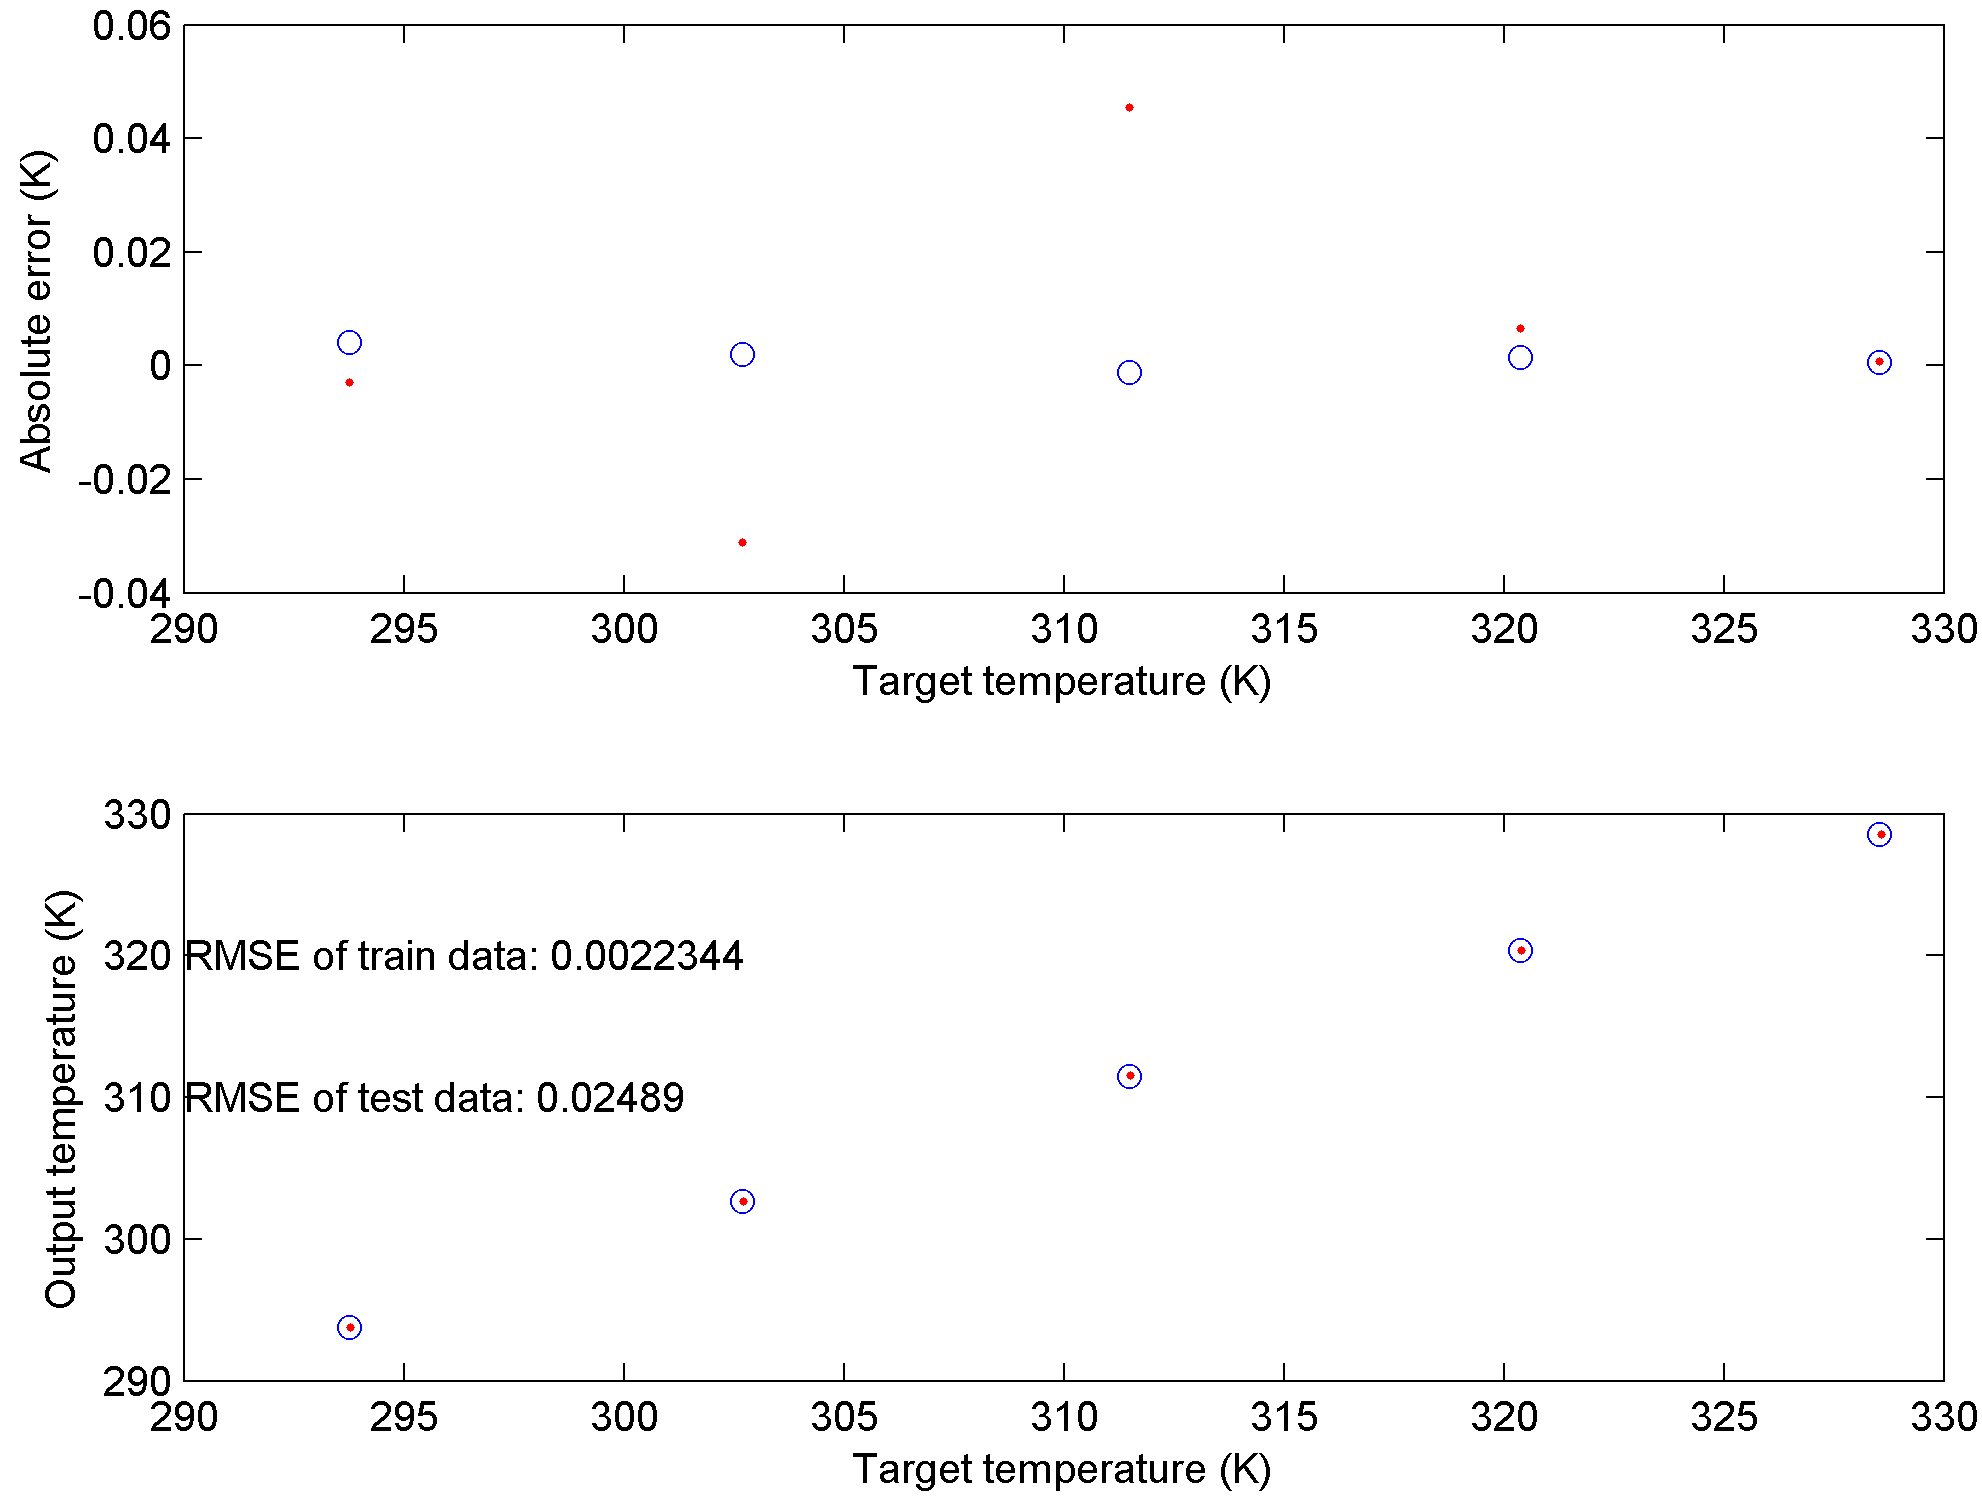 0.06
0.04
0.02
0
-0.02
-0.04
Absolute error (K)
290 295 300 305 310 315 320 325 330
Target temperature (K)
330
320
310
300
290
Output temperature (K)
RMSE of train data: 0.0022344
RMSE of test data: 0.02489
290 295 300 305 310 315 320 325 330
Target temperature (K)